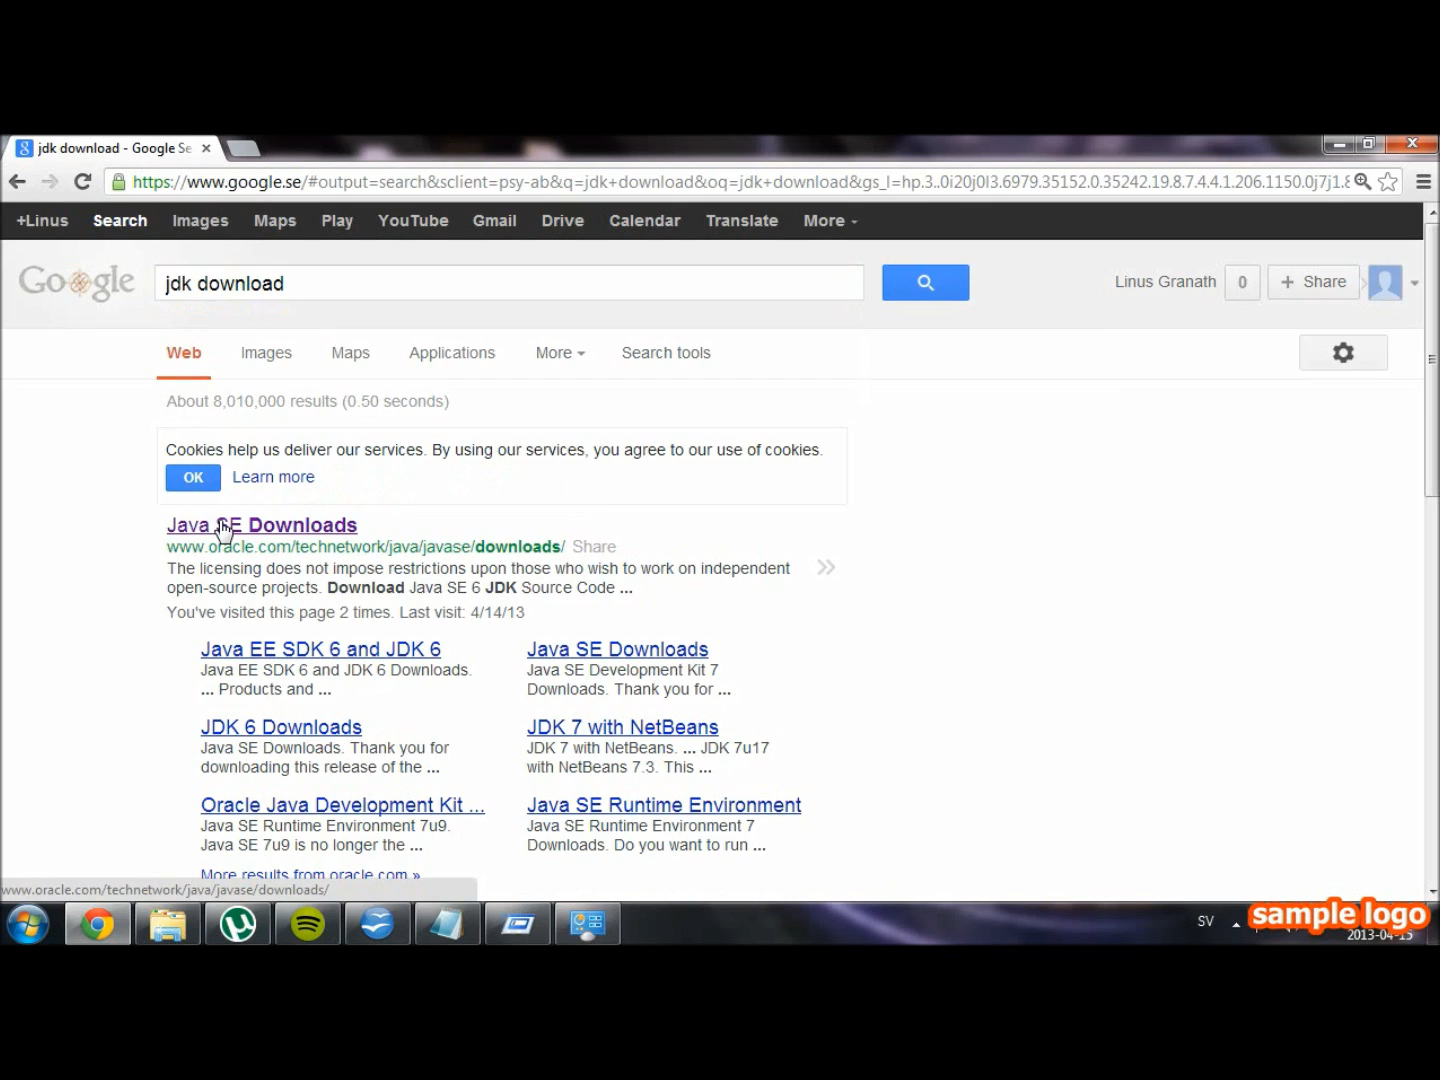 jdk download - Google Se
https://www.google.se/#output=search&sclient=psy-ab&q=jdk+download&oq=jdk+download&gs_l=hp.3..0i20j0l3.6979.35152.0.35242.19.8.7.4.4.1.206.1150.0j7j1.8
+Linus Search Images Maps Play YouTube Gmail Drive Calendar Translate More
Google jdk download Linus Granath 0 + Share
Web Images Maps Applications More Search tools
About 8,010,000 results (0.50 seconds)
Cookies help us deliver our services. By using our services, you agree to our use of cookies.
OK Learn more
Java SE Downloads
www.oracle.com/technetwork/java/javase/downloads/ Share
The licensing does not impose restrictions upon those who wish to work on independent
open-source projects. Download Java SE 6 JDK Source Code ...
You've visited this page 2 times. Last visit: 4/14/13
Java EE SDK 6 and JDK 6 Java SE Downloads
Java EE SDK 6 and JDK 6 Downloads. Java SE Development Kit 7
... Products and ... Downloads. Thank you for ...
JDK 6 Downloads JDK 7 with NetBeans
Java SE Downloads. Thank you for JDK 7 with NetBeans. ... JDK 7u17
downloading this release of the ... with NetBeans 7.3. This ...
Oracle Java Development Kit ... Java SE Runtime Environment
Java SE Runtime Environment 7u9. Java SE Runtime Environment 7
Java SE 7u9 is no longer the ... Downloads. Do you want to run ...
More results from oracle.com »
www.oracle.com/technetwork/java/javase/downloads/
SV sample logo
2013-04-15